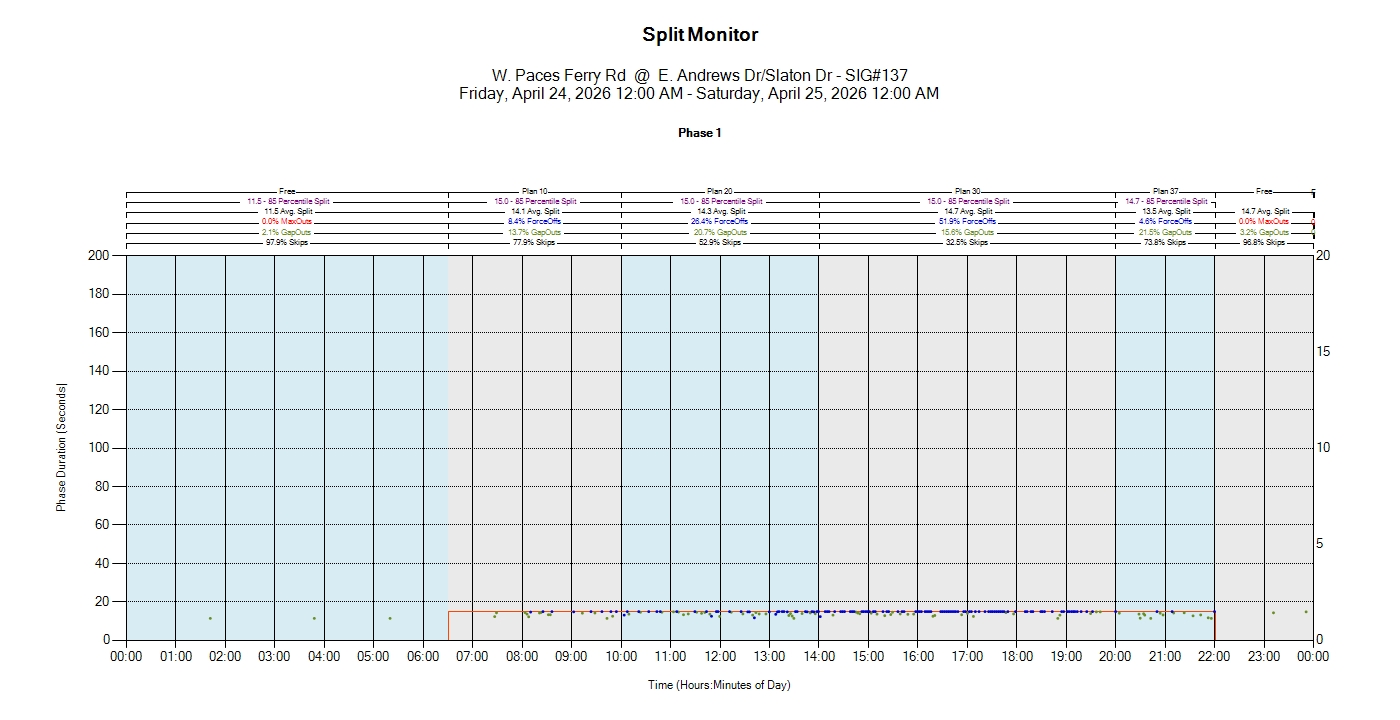 Split Monitor
W. Paces Ferry Rd @ E. Andrews Dr/Slaton Dr - SIG#137
Friday, April 24, 2026 12:00 AM - Saturday, April 25, 2026 12:00 AM
Phase 1
Free Plan 10 Plan 20 Plan 30 Plan 37 Free
11.5 - 85 Percentile Split 15.0 - 85 Percentile Split 15.0 - 85 Percentile Split 15.0 - 85 Percentile Split 14.7 - 85 Percentile Split
11.5 Avg. Split 14.1 Avg. Split 14.3 Avg. Split 14.7 Avg. Split 13.5 Avg. Split 14.7 Avg. Split
0.0% MaxOuts 8.4% ForceOffs 26.4% ForceOffs 51.9% ForceOffs 4.6% ForceOffs 0.0% MaxOuts
2.1% GapOuts 13.7% GapOuts 20.7% GapOuts 15.6% GapOuts 21.5% GapOuts 3.2% GapOuts
97.9% Skips 77.9% Skips 52.9% Skips 32.5% Skips 73.8% Skips 96.8% Skips
200 20
180
160
15
140
120
100 10
80
60
5
40
20
0 0
00:00 01:00 02:00 03:00 04:00 05:00 06:00 07:00 08:00 09:00 10:00 11:00 12:00 13:00 14:00 15:00 16:00 17:00 18:00 19:00 20:00 21:00 22:00 23:00 00:00
Phase Duration (Seconds)
Time (Hours:Minutes of Day)